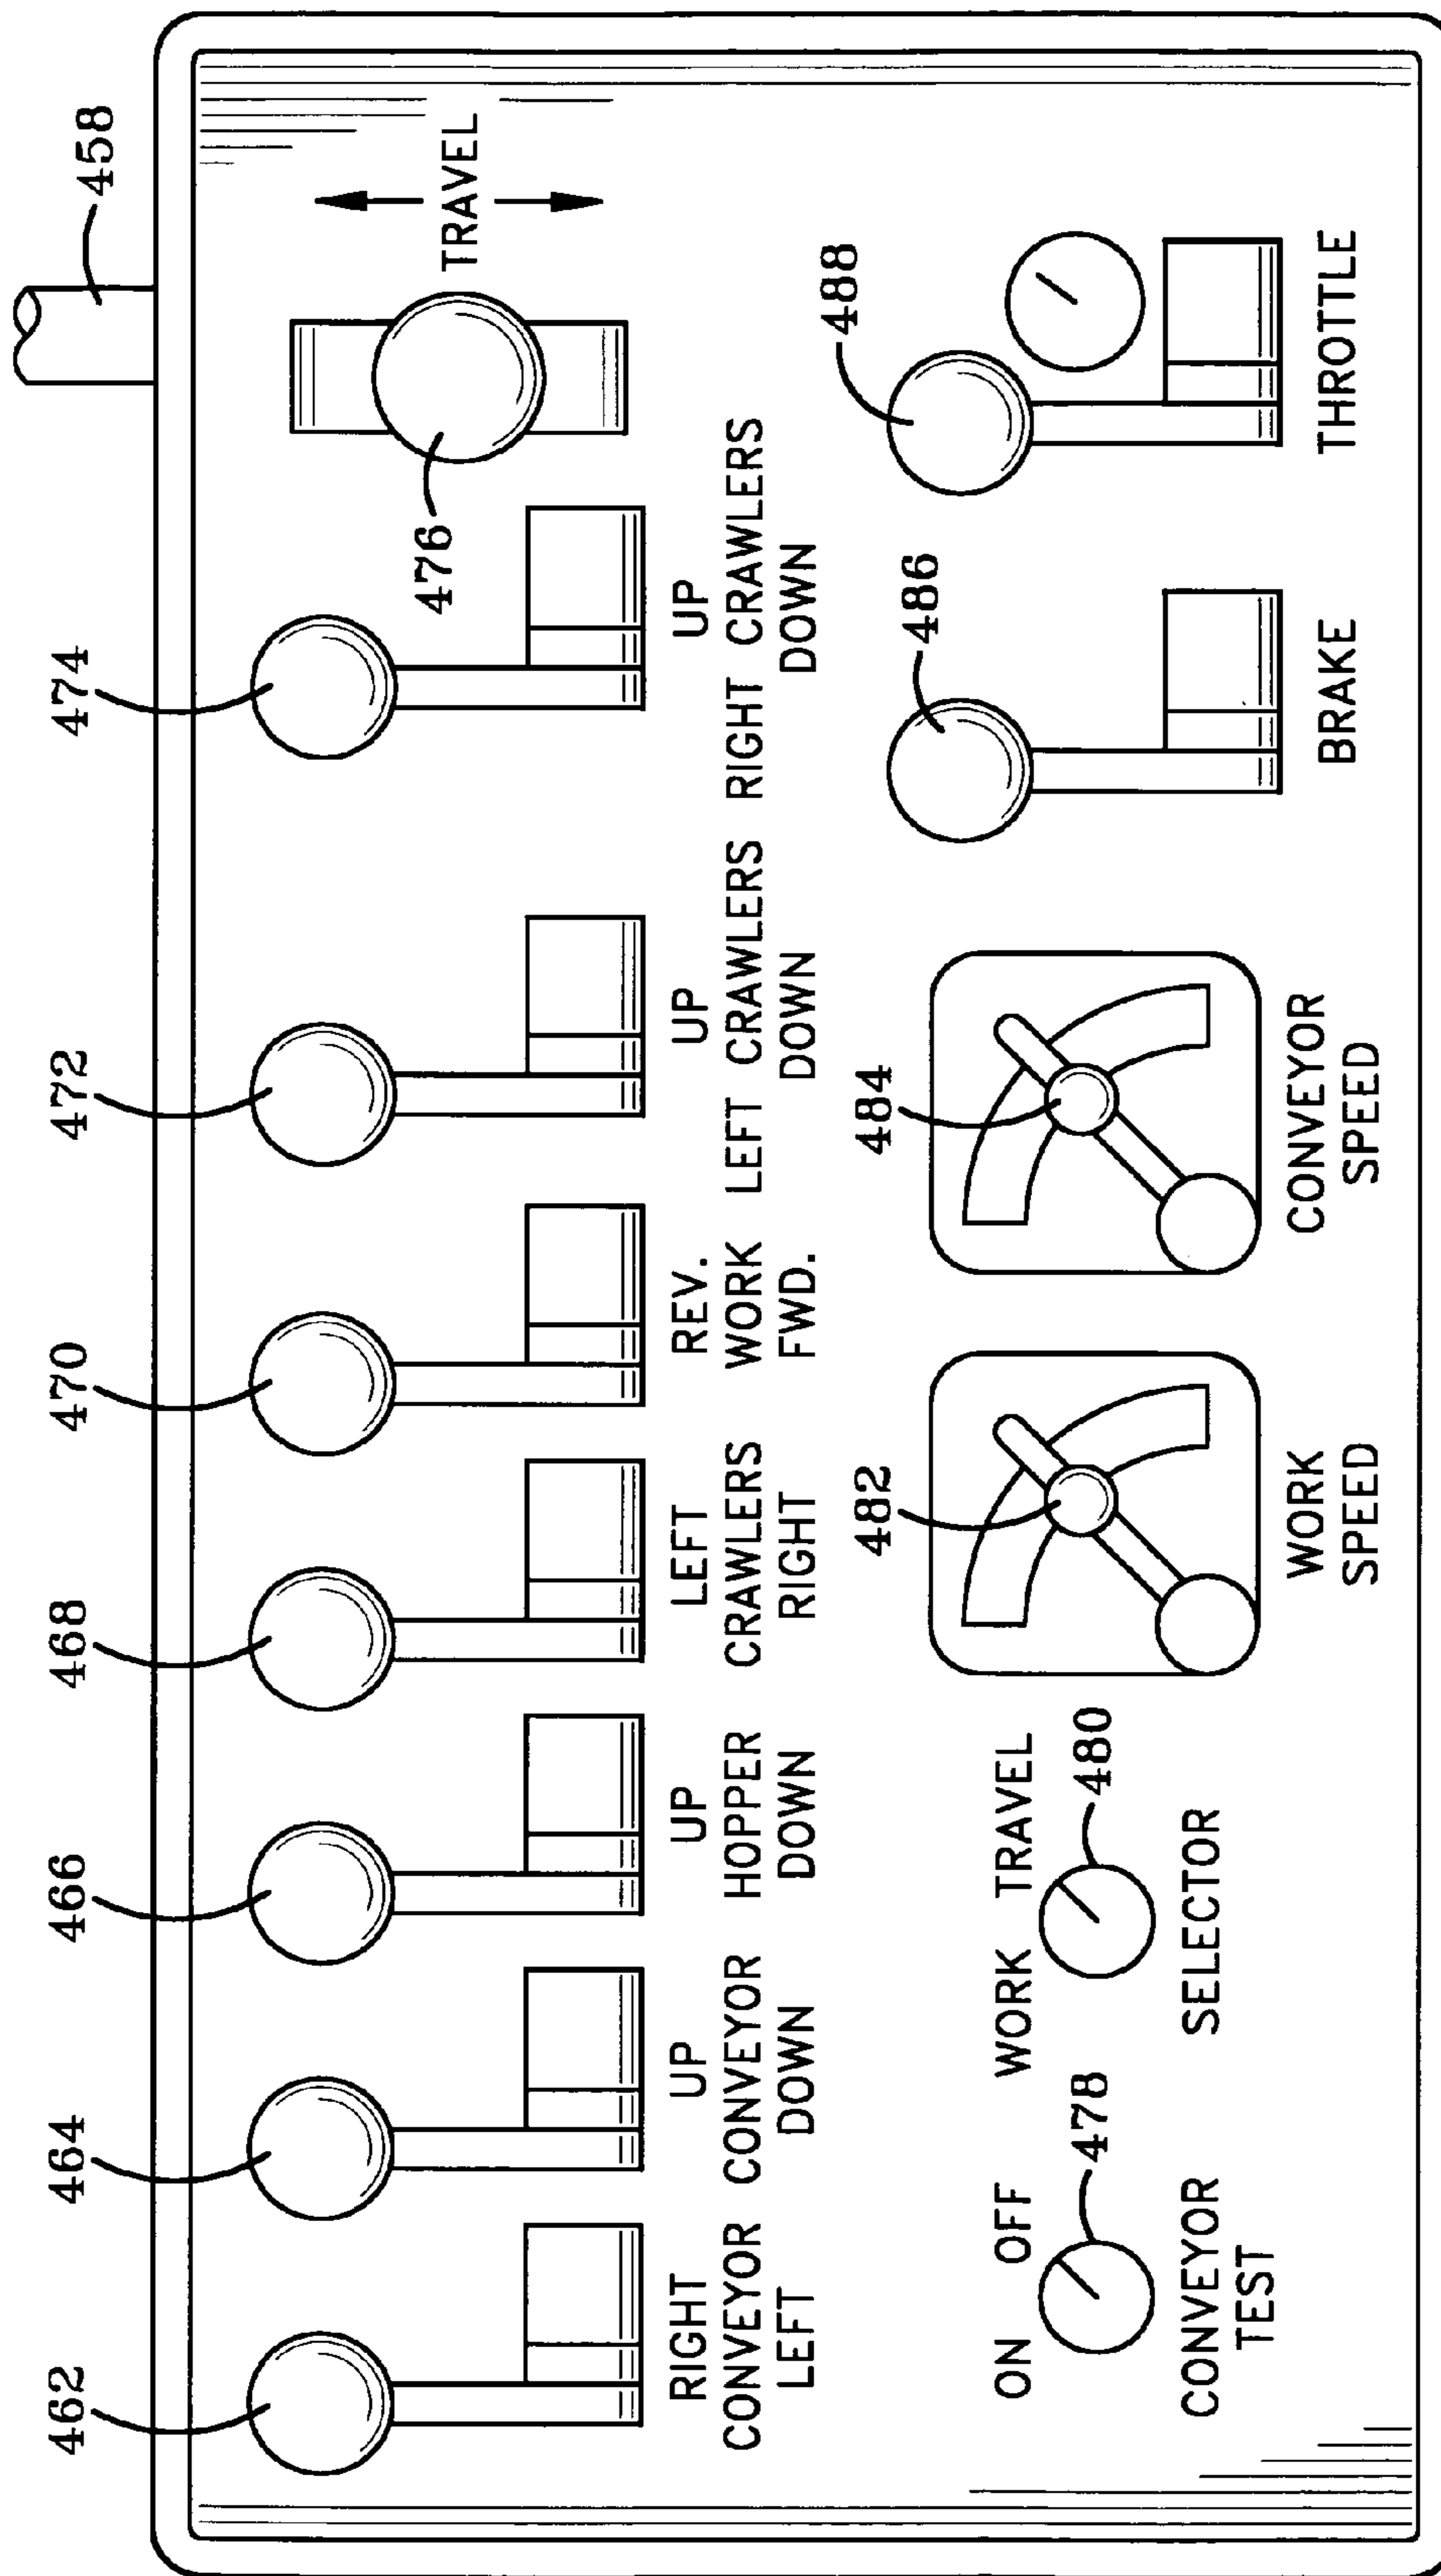 458
462
464
466
468
470
472
474
476
TRAVEL
RIGHT
CONVEYOR
LEFT
UP
CONVEYOR
DOWN
UP
HOPPER
DOWN
LEFT
CRAWLERS
RIGHT
REV.
WORK
FWD.
UP
LEFT CRAWLERS
DOWN
UP
RIGHT CRAWLERS
DOWN
ON OFF
478
CONVEYOR
TEST
WORK TRAVEL
480
SELECTOR
482
WORK
SPEED
484
CONVEYOR
SPEED
486
BRAKE
488
THROTTLE